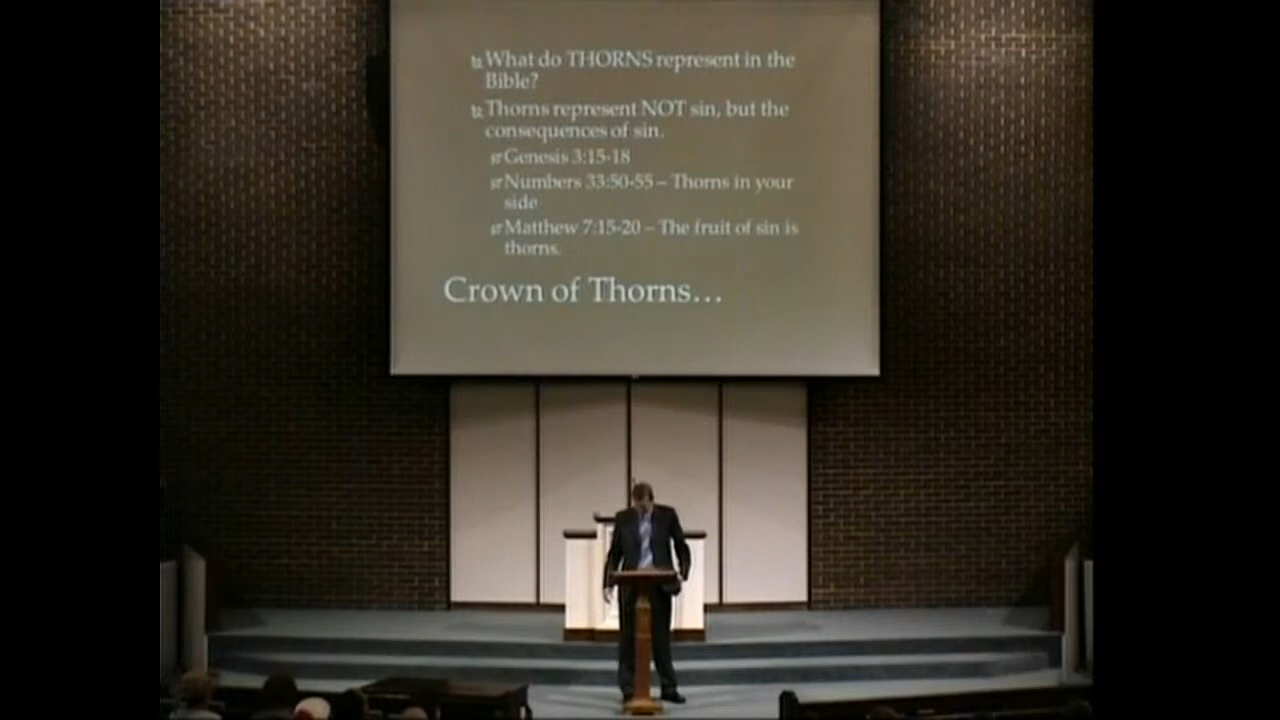 What do THORNS represent in the
Bible?
Thorns represent NOT sin, but the
consequences of sin.
Genesis 3:15-18
Numbers 33:50-55 – Thorns in your
side
Matthew 7:15-20 – The fruit of sin is
thorns.
Crown of Thorns...